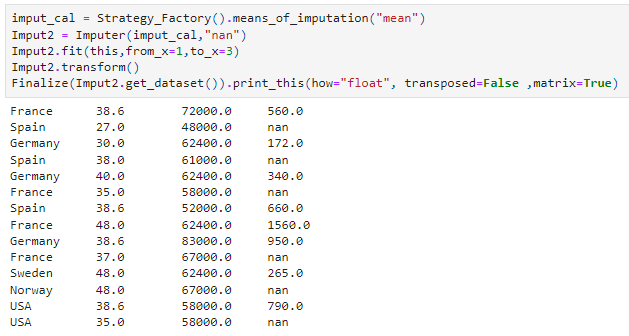 imput_cal = Strategy_Factory().means_of_imputation("mean")
Imput2 = Imputer(imput_cal,"nan")
Imput2.fit(this,from_x=1,to_x=3)
Imput2.transform()
Finalize(Imput2.get_dataset()).print_this(how="float", transposed=False ,matrix=True)
France 38.6 72000.0 560.0
Spain 27.0 48000.0 nan
Germany 30.0 62400.0 172.0
Spain 38.0 61000.0 nan
Germany 40.0 62400.0 340.0
France 35.0 58000.0 nan
Spain 38.6 52000.0 660.0
France 48.0 62400.0 1560.0
Germany 38.6 83000.0 950.0
France 37.0 67000.0 nan
Sweden 48.0 62400.0 265.0
Norway 48.0 67000.0 nan
USA 38.6 58000.0 790.0
USA 35.0 58000.0 nan